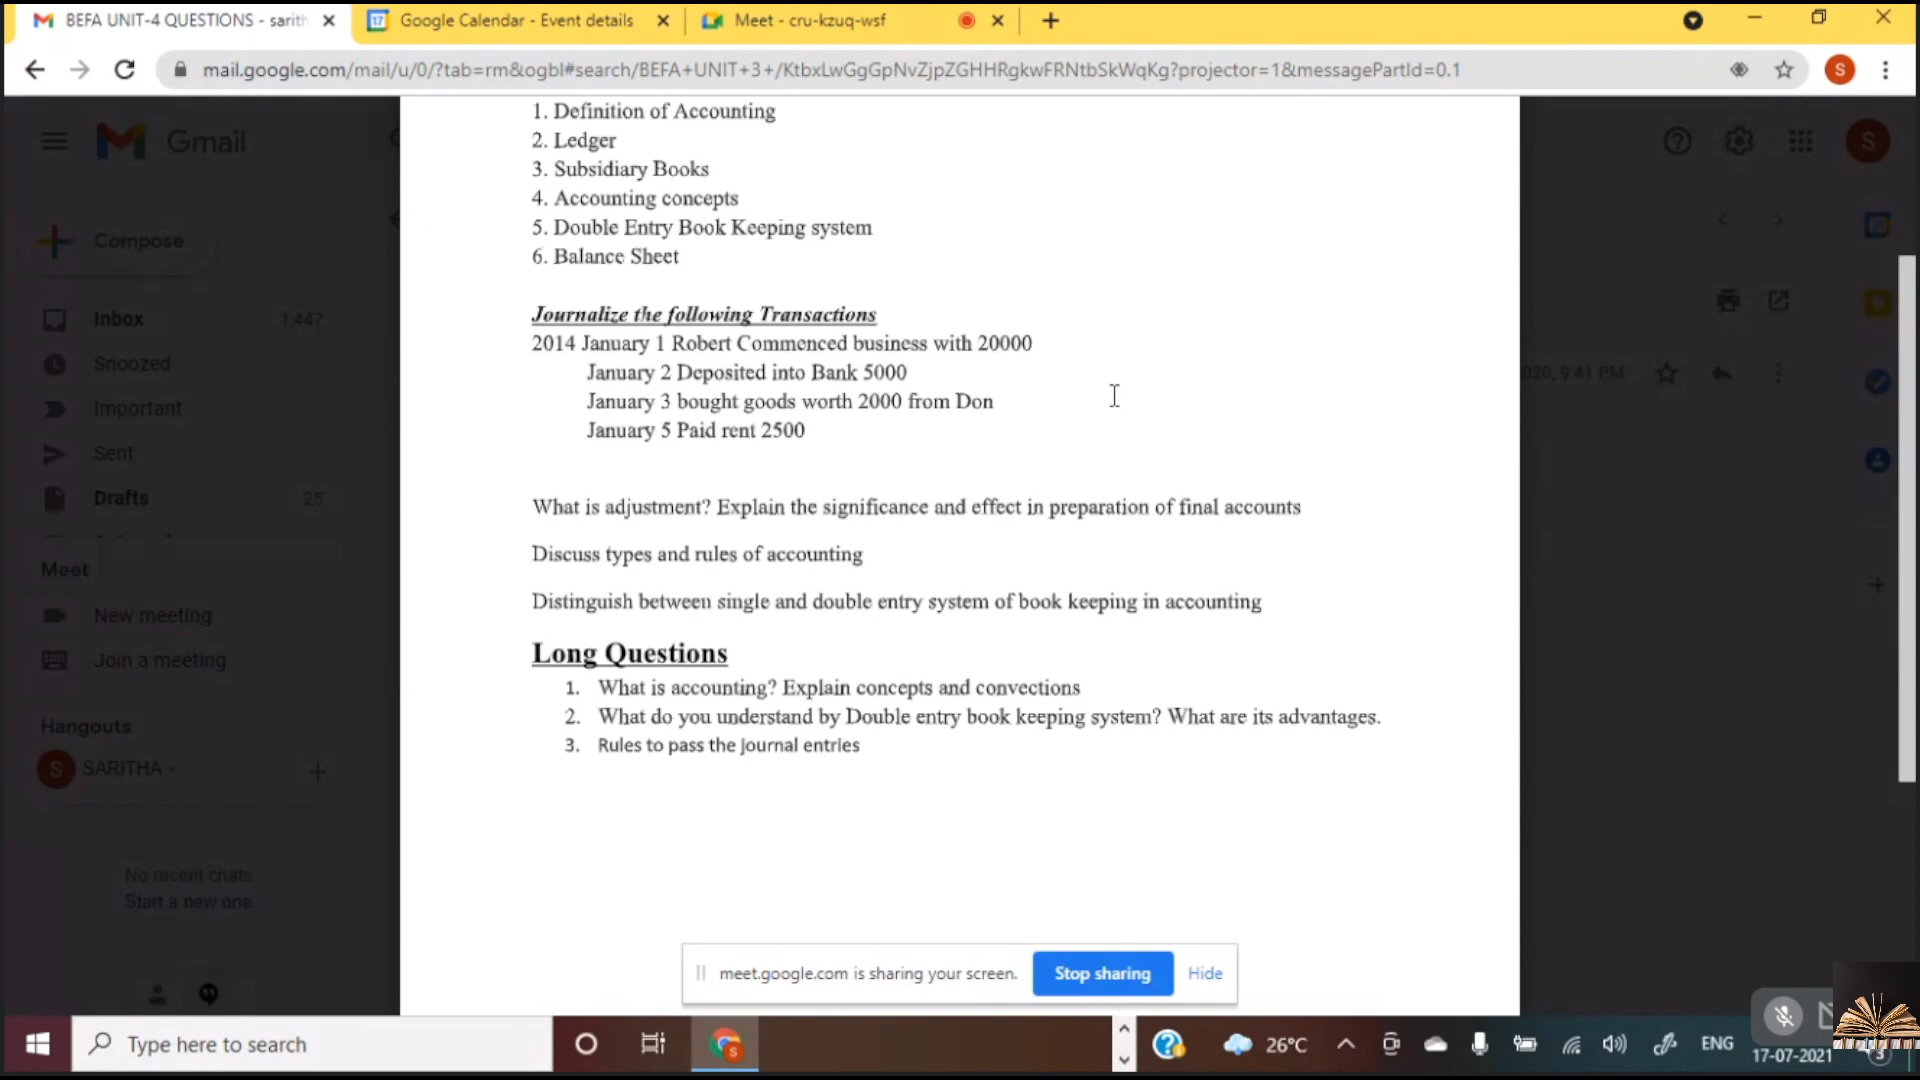 BEFA UNIT-4 QUESTIONS - sarith
Google Calendar - Event details
Meet - cru-kzuq-wsf
mail.google.com/mail/u/0/?tab=rm&ogbl#search/BEFA+UNIT+3+/KtbxLwGgGpNvZjpZGHHRgkwFRNtbSkWqKg?projector=1&messagePartId=0.1
S
Gmail
S
Compose
Inbox 1,447
Snoozed
Important
Sent
Drafts 25
Meet
New meeting
Join a meeting
Hangouts
S SARITHA
No recent chats
Start a new one
020, 9:41 PM
1. Definition of Accounting
2. Ledger
3. Subsidiary Books
4. Accounting concepts
5. Double Entry Book Keeping system
6. Balance Sheet
Journalize the following Transactions
2014 January 1 Robert Commenced business with 20000
January 2 Deposited into Bank 5000
January 3 bought goods worth 2000 from Don
January 5 Paid rent 2500
What is adjustment? Explain the significance and effect in preparation of final accounts
Discuss types and rules of accounting
Distinguish between single and double entry system of book keeping in accounting
Long Questions
1. What is accounting? Explain concepts and convections
2. What do you understand by Double entry book keeping system? What are its advantages.
3. Rules to pass the journal entries
meet.google.com is sharing your screen. Stop sharing Hide
Type here to search
26°C
ENG
17-07-2021
3